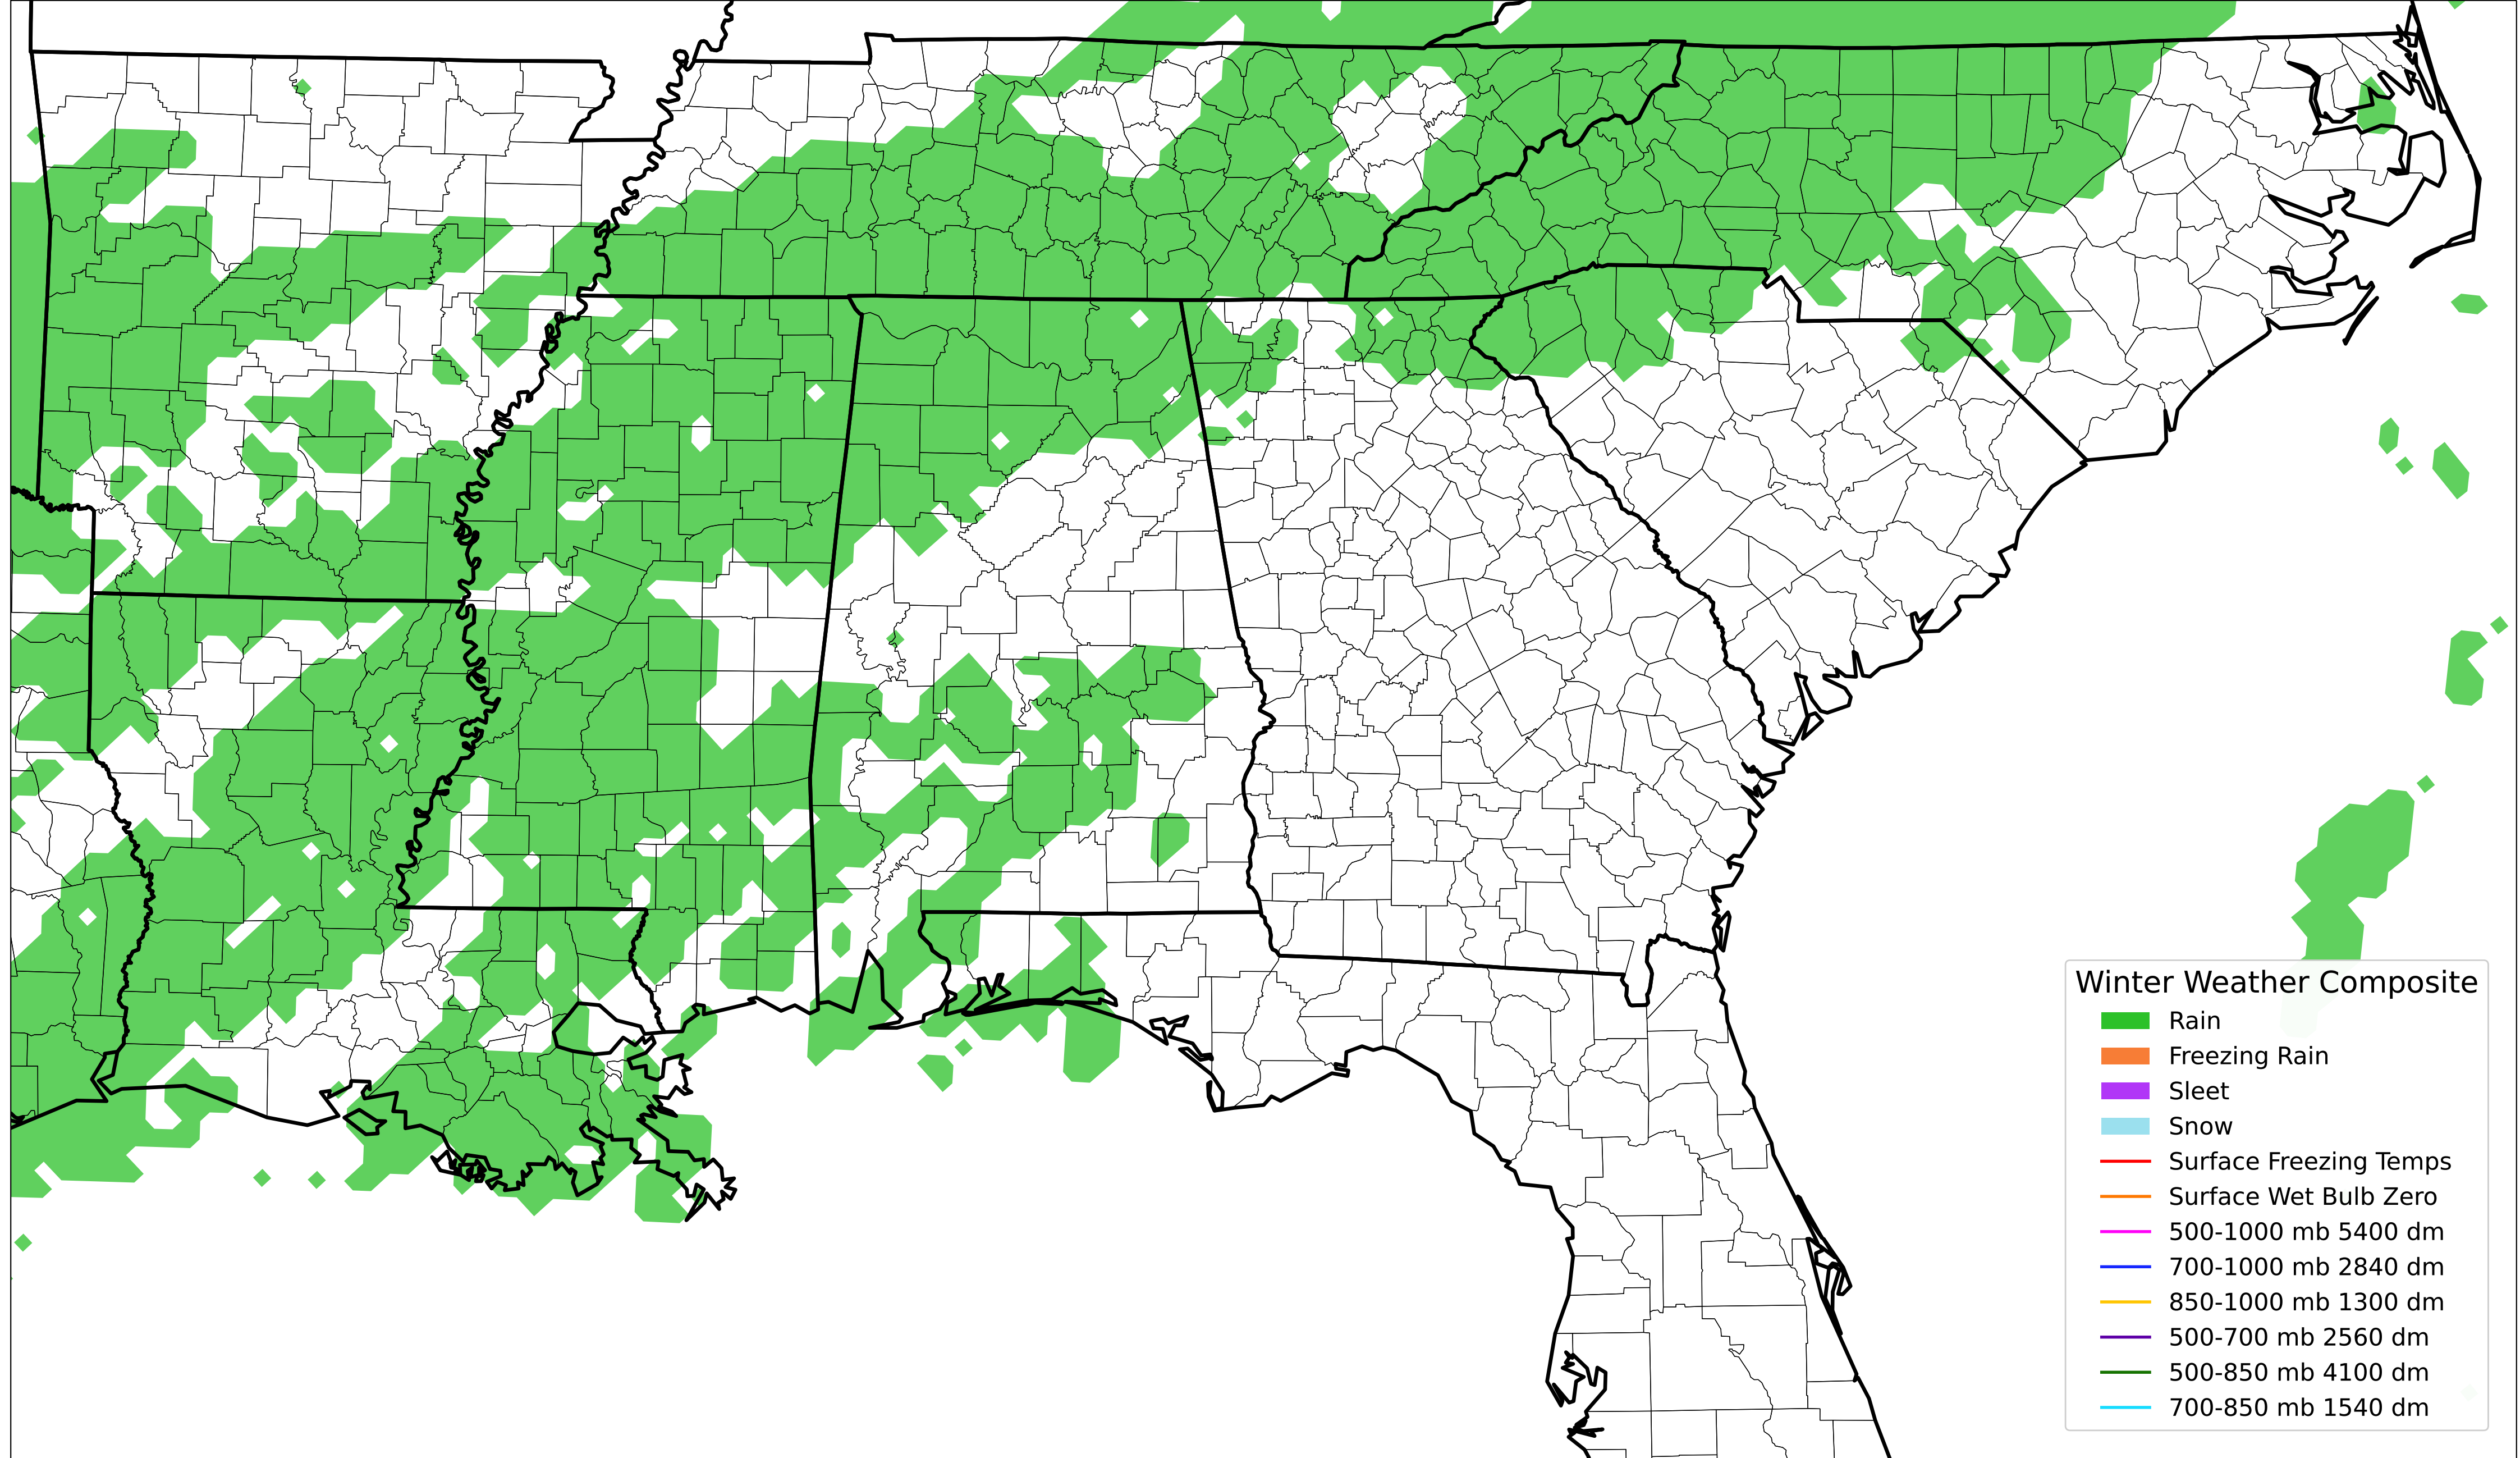 Winter Weather Composite
Rain
Freezing Rain
Sleet
Snow
Surface Freezing Temps
Surface Wet Bulb Zero
500-1000 mb 5400 dm
700-1000 mb 2840 dm
850-1000 mb 1300 dm
500-700 mb 2560 dm
500-850 mb 4100 dm
700-850 mb 1540 dm